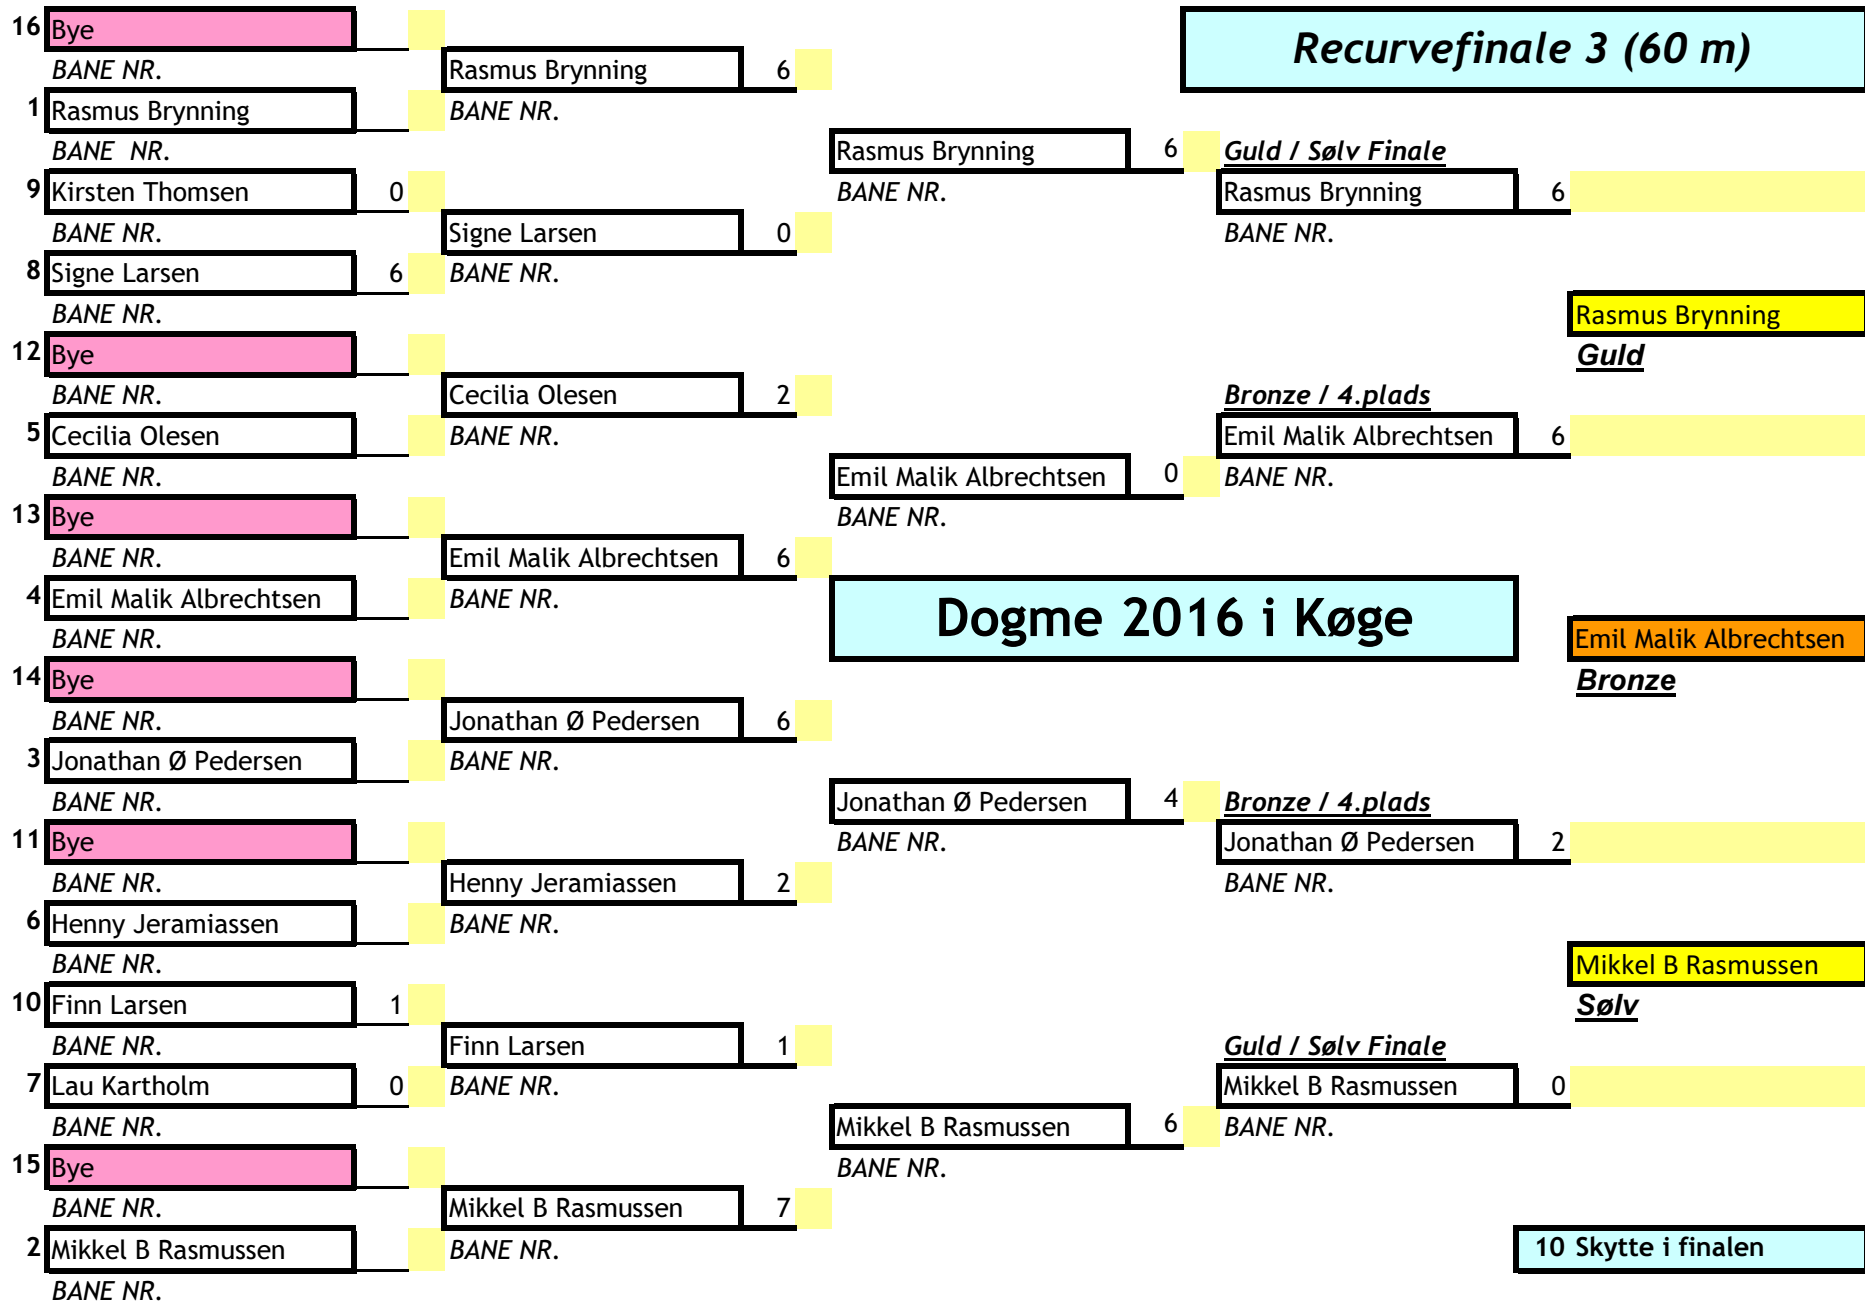 Recurvefinale 3 (60 m)
16 Bye
BANE NR.
Rasmus Brynning 6
1 Rasmus Brynning
BANE NR.
BANE NR.
Rasmus Brynning 6
Guld / Sølv Finale
9 Kirsten Thomsen 0
BANE NR.
Rasmus Brynning 6
BANE NR.
Signe Larsen 0
BANE NR.
8 Signe Larsen 6
BANE NR.
BANE NR.
Rasmus Brynning
Guld
12 Bye
BANE NR.
Cecilia Olesen 2
Bronze / 4.plads
5 Cecilia Olesen
BANE NR.
Emil Malik Albrechtsen 6
BANE NR.
Emil Malik Albrechtsen 0
BANE NR.
13 Bye
BANE NR.
BANE NR.
Emil Malik Albrechtsen 6
4 Emil Malik Albrechtsen
BANE NR.
Dogme 2016 i Køge
BANE NR.
Emil Malik Albrechtsen
Bronze
14 Bye
BANE NR.
Jonathan Ø Pedersen 6
3 Jonathan Ø Pedersen
BANE NR.
BANE NR.
Jonathan Ø Pedersen 4
Bronze / 4.plads
11 Bye
BANE NR.
Jonathan Ø Pedersen 2
BANE NR.
Henny Jeramiassen 2
BANE NR.
6 Henny Jeramiassen
BANE NR.
BANE NR.
Mikkel B Rasmussen
Sølv
10 Finn Larsen 1
BANE NR.
Finn Larsen 1
Guld / Sølv Finale
7 Lau Kartholm 0
BANE NR.
Mikkel B Rasmussen 0
BANE NR.
Mikkel B Rasmussen 6
BANE NR.
15 Bye
BANE NR.
BANE NR.
Mikkel B Rasmussen 7
2 Mikkel B Rasmussen
BANE NR.
10 Skytte i finalen
BANE NR.